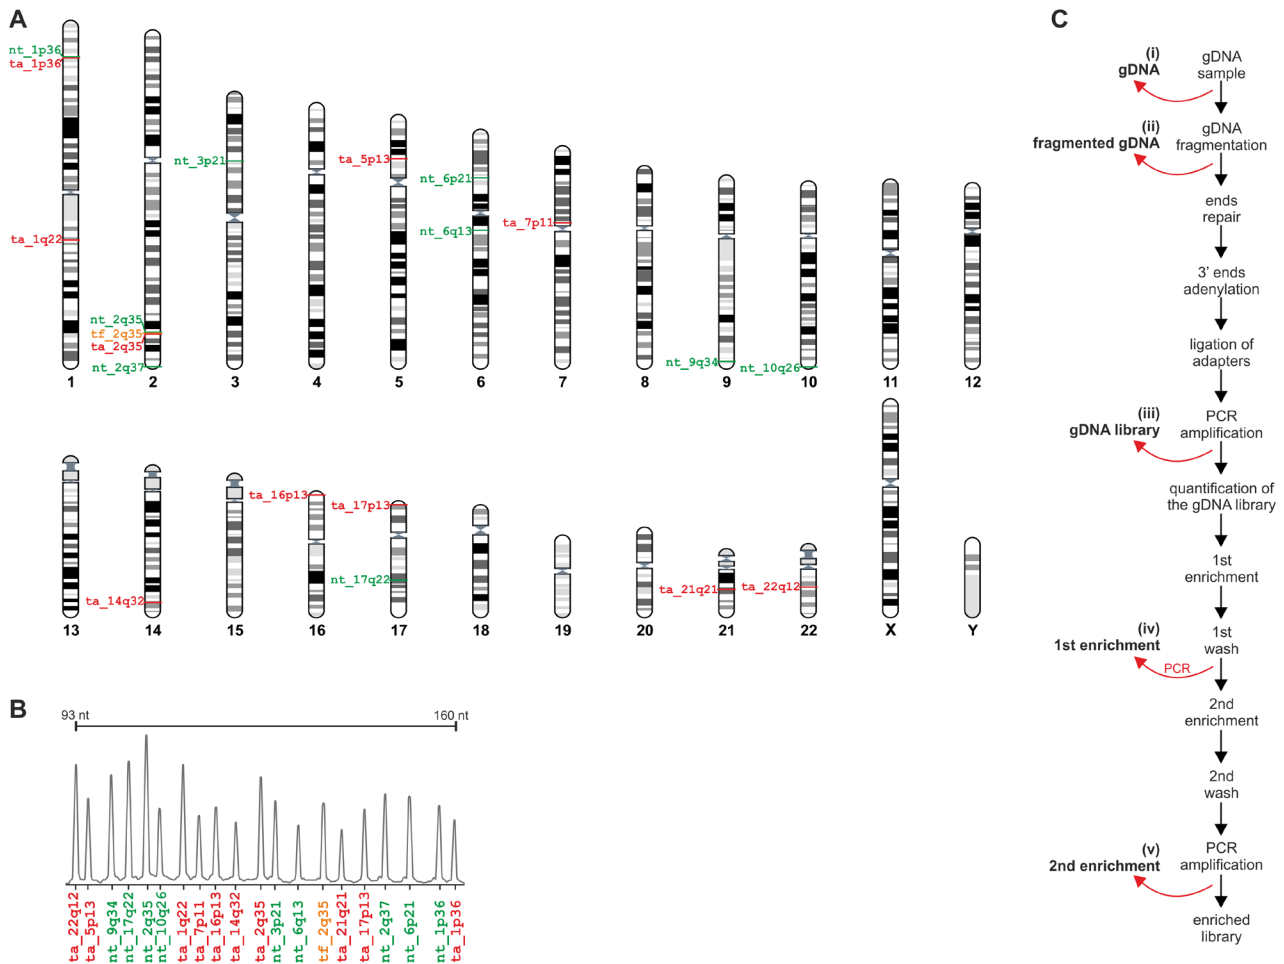 A
nt_1p36
ta_1p36
ta_1q22
nt_2q35
tf_2q35
ta_2q35
nt_2q37
nt_3p21
ta_5p13
nt_6p21
nt_6q13
ta_7p11
nt_9q34
nt_10q26
1 2 3 4 5 6 7 8 9 10 11 12
ta_14q32
ta_16p13
ta_17p13
nt_17q22
ta_21q21
ta_22q12
13 14 15 16 17 18 19 20 21 22 X Y
B
93 nt
160 nt
ta_22q12
ta_5p13
nt_9q34
nt_17q22
nt_2q35
nt_10q26
ta_1q22
ta_7p11
ta_16p13
ta_14q32
ta_2q35
nt_3p21
nt_6q13
tf_2q35
ta_21q21
ta_17p13
nt_2q37
nt_6p21
nt_1p36
ta_1p36
C
(i)
gDNA
gDNA
sample
(ii)
fragmented gDNA
gDNA
fragmentation
ends
repair
3' ends
adenylation
ligation of
adapters
(iii)
gDNA library
PCR
amplification
quantification of
the gDNA library
1st
enrichment
(iv)
1st enrichment
PCR
1st
wash
2nd
enrichment
2nd
wash
(v)
2nd enrichment
PCR
amplification
enriched
library